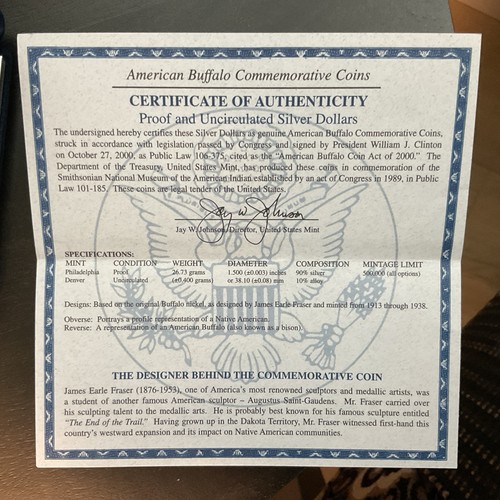 American Buffalo Commemorative Coins
CERTIFICATE OF AUTHENTICITY
Proof and Uncirculated Silver Dollars
The undersigned hereby certifies these Silver Dollars as genuine American Buffalo Commemorative Coins,
struck in accordance with legislation passed by Congress and signed by President William J. Clinton
on October 27, 2000, as Public Law 106-375, cited as the "American Buffalo Coin Act of 2000." The
Department of the Treasury, United States Mint, has produced these coins in commemoration of the
Smithsonian National Museum of the American Indian established by an act of Congress in 1989, in Public
Law 101-185. These coins are legal tender of the United States.
Jay W Johnson
Jay W. Johnson, Director, United States Mint
SPECIFICATIONS:
MINT CONDITION WEIGHT DIAMETER COMPOSITION MINTAGE LIMIT
Philadelphia Proof 26.73 grams 1.500 (±0.003) inches 90% silver 500,000 (all options)
Denver Uncirculated (±0.400 grams) or 38.10 (±0.08) mm 10% alloy
Designs: Based on the original Buffalo nickel, as designed by James Earle Fraser and minted from 1913 through 1938.
Obverse: Portrays a profile representation of a Native American.
Reverse: A representation of an American Buffalo (also known as a bison).
THE DESIGNER BEHIND THE COMMEMORATIVE COIN
James Earle Fraser (1876-1953), one of America's most renowned sculptors and medallic artists, was
a student of another famous American sculptor – Augustus Saint-Gaudens. Mr. Fraser carried over
his sculpting talent to the medallic arts. He is probably best known for his famous sculpture entitled
"The End of the Trail." Having grown up in the Dakota Territory, Mr. Fraser witnessed first-hand this
country's westward expansion and its impact on Native American communities.